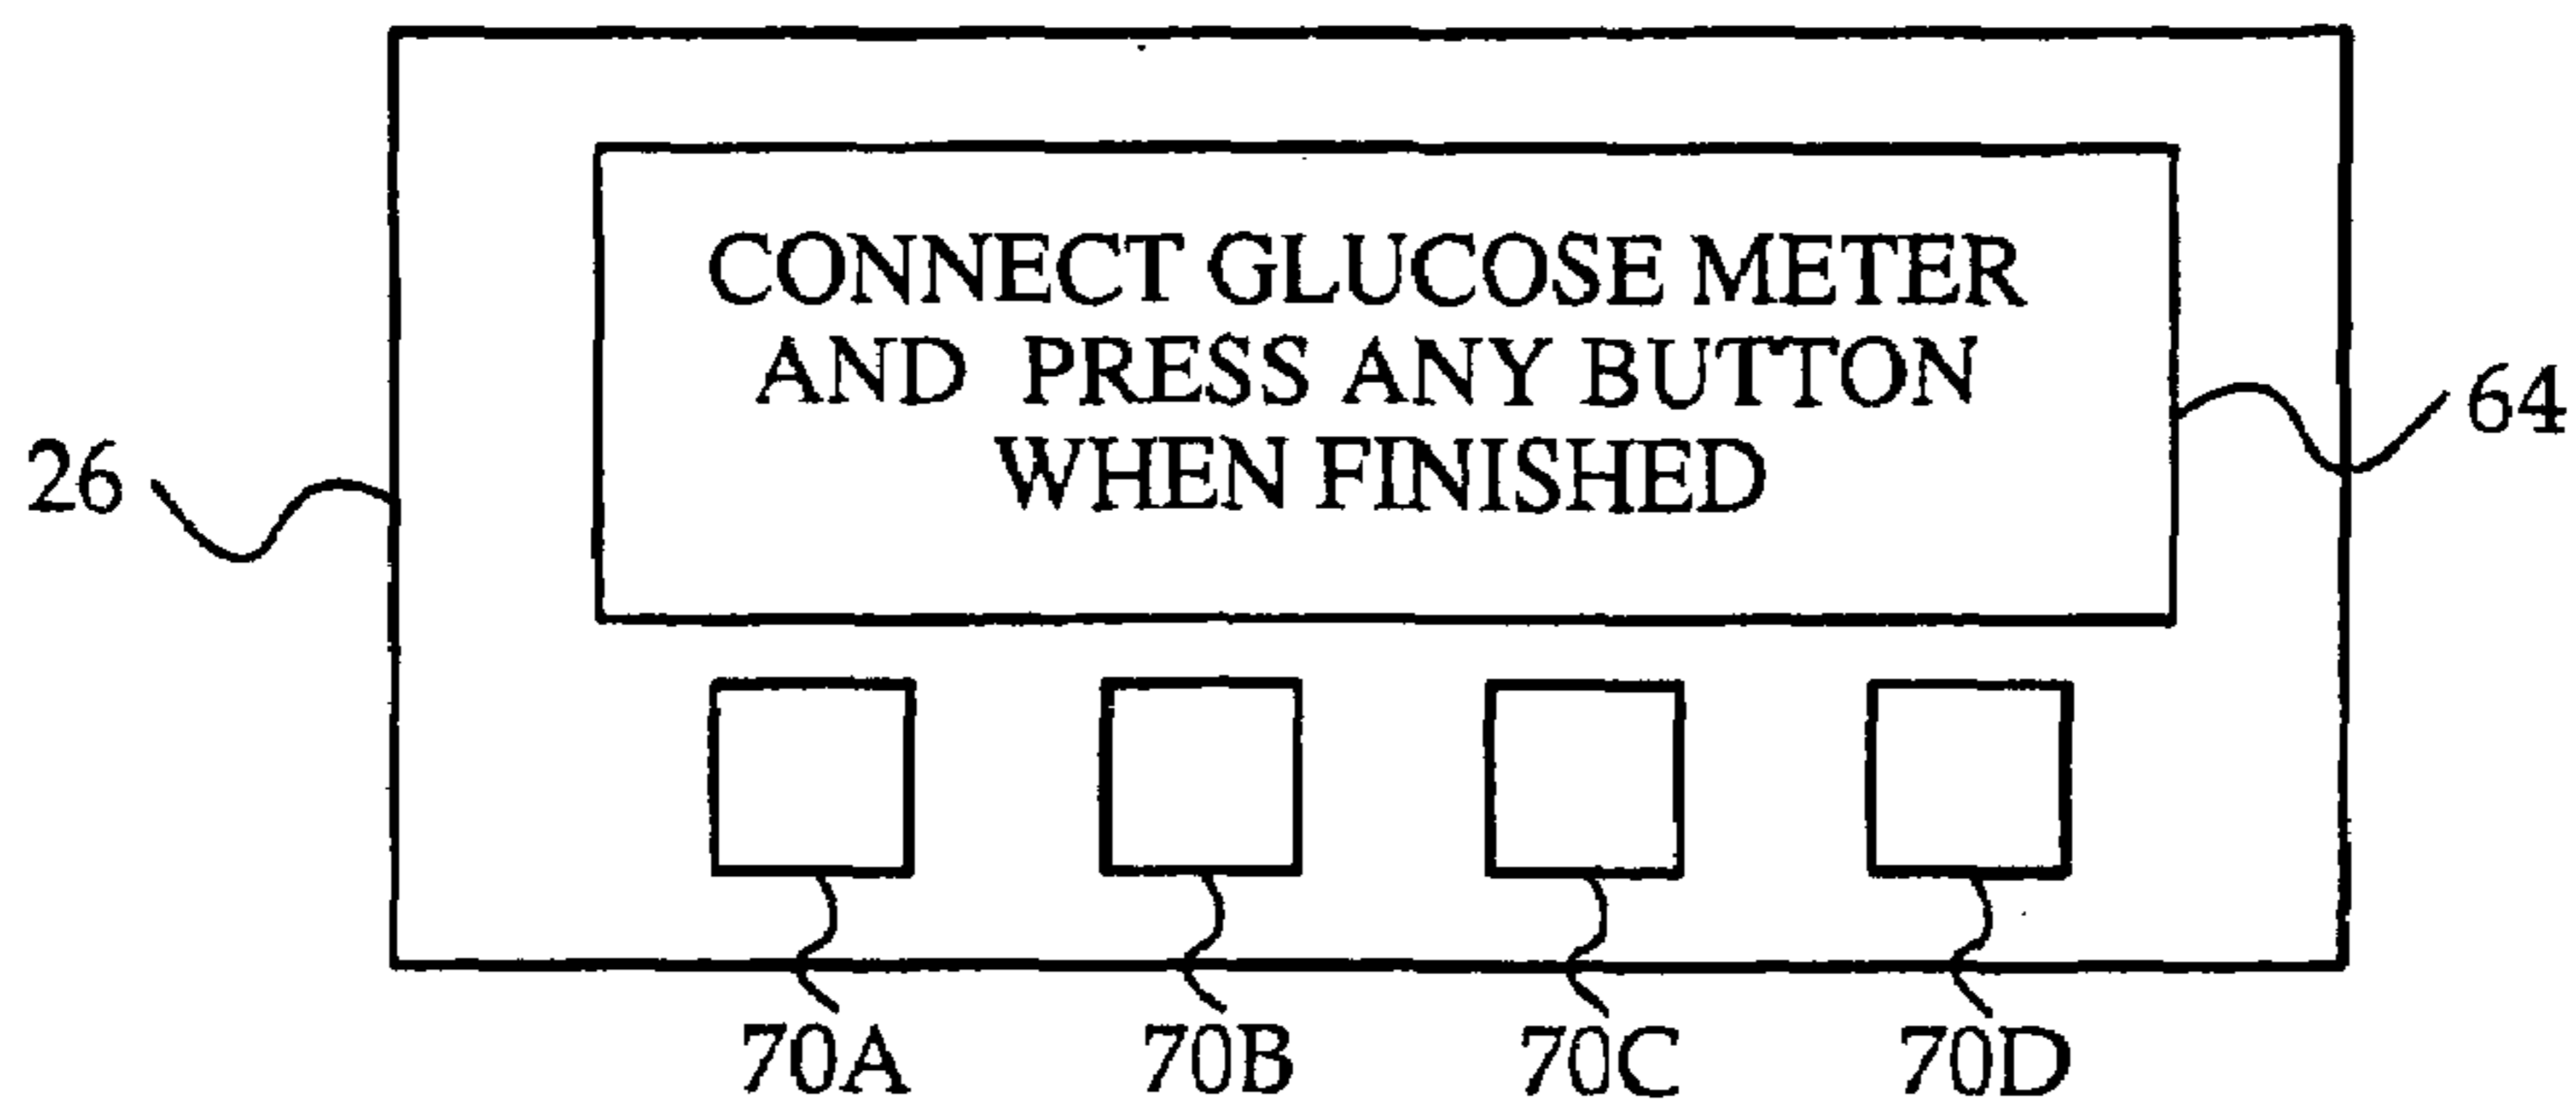 CONNECT GLUCOSE METER
AND PRESS ANY BUTTON
WHEN FINISHED
64
26
70A 70B 70C 70D